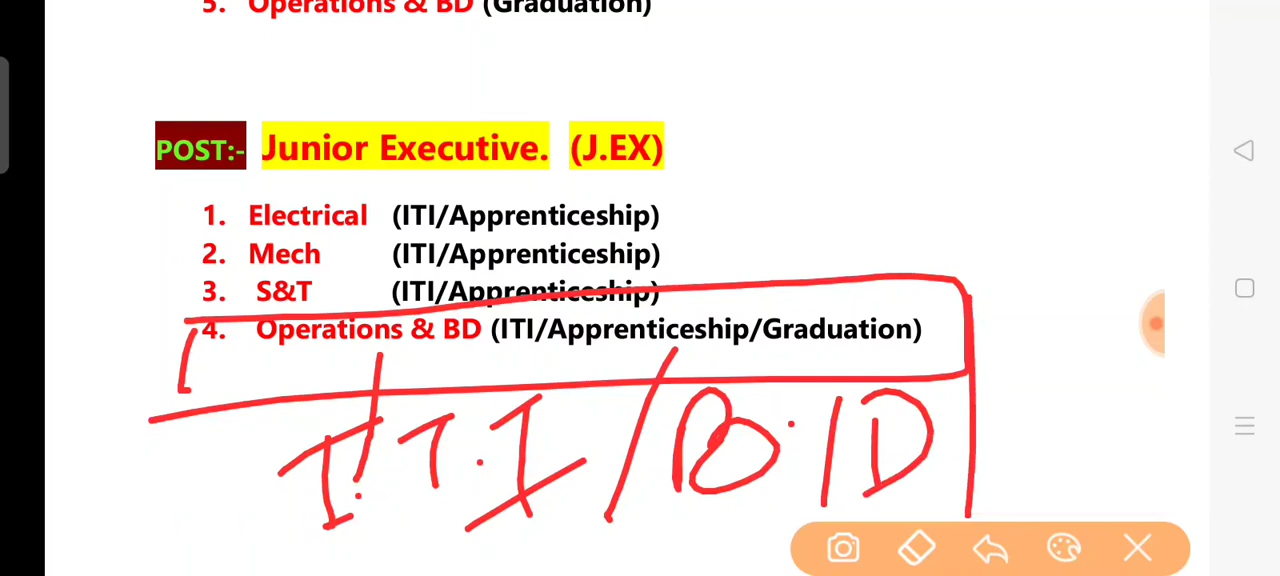 5. Operations & BD (Graduation)
POST:- Junior Executive. (J.EX)
1. Electrical (ITI/Apprenticeship)
2. Mech (ITI/Apprenticeship)
3. S&T (ITI/Apprenticeship)
4. Operations & BD (ITI/Apprenticeship/Graduation)
I.T.I/B.D